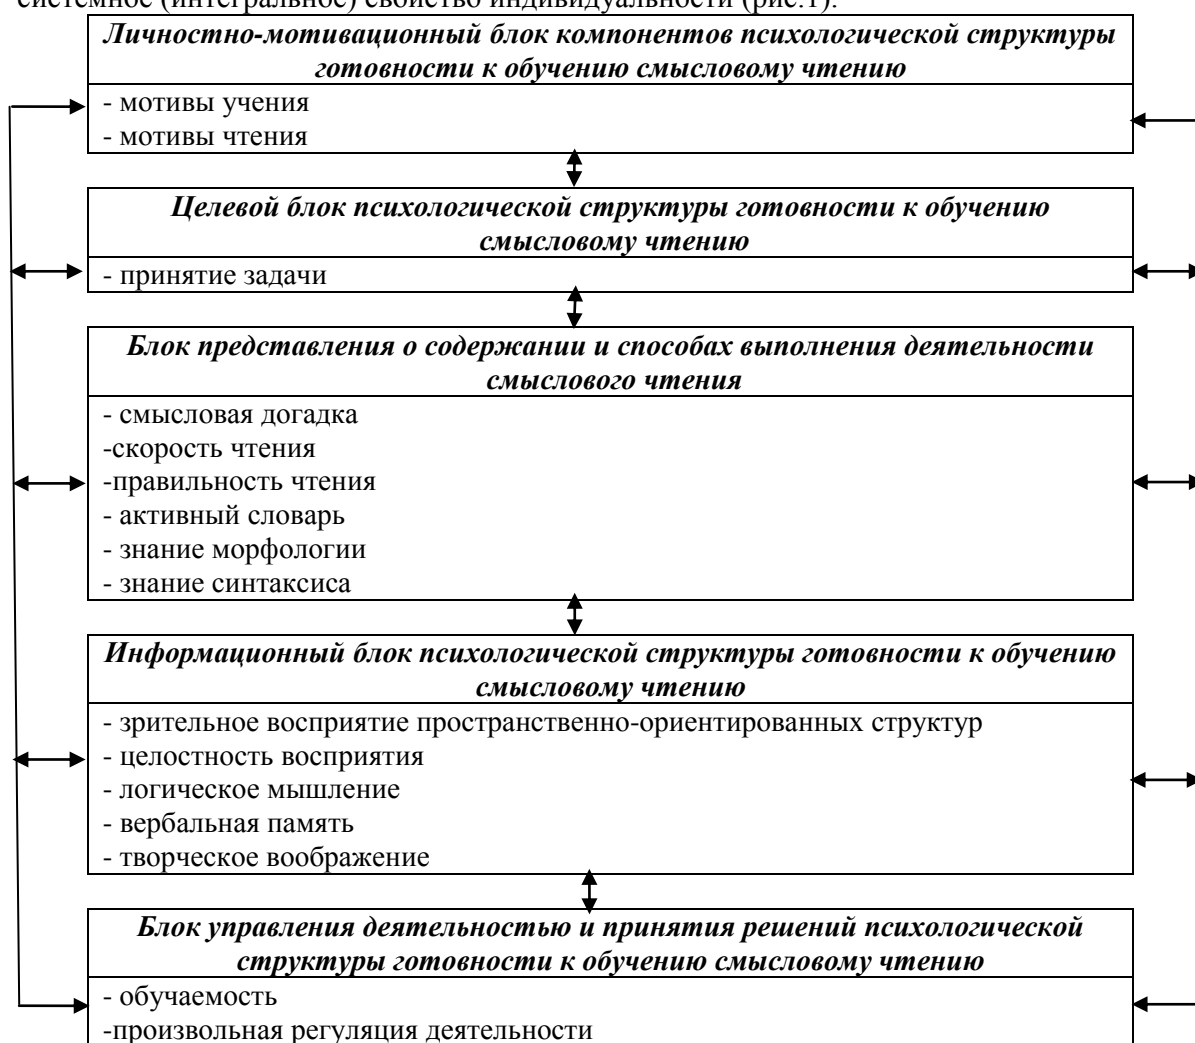 системное (интегральное) свойство индивидуальности (рис.1).
Личностно-мотивационный блок компонентов психологической структуры
готовности к обучению смысловому чтению
- мотивы учения
- мотивы чтения
Целевой блок психологической структуры готовности к обучению
смысловому чтению
- принятие задачи
Блок представления о содержании и способах выполнения деятельности
смыслового чтения
- смысловая догадка
-скорость чтения
-правильность чтения
- активный словарь
- знание морфологии
- знание синтаксиса
Информационный блок психологической структуры готовности к обучению
смысловому чтению
- зрительное восприятие пространственно-ориентированных структур
- целостность восприятия
- логическое мышление
- вербальная память
- творческое воображение
Блок управления деятельностью и принятия решений психологической
структуры готовности к обучению смысловому чтению
- обучаемость
-произвольная регуляция деятельности